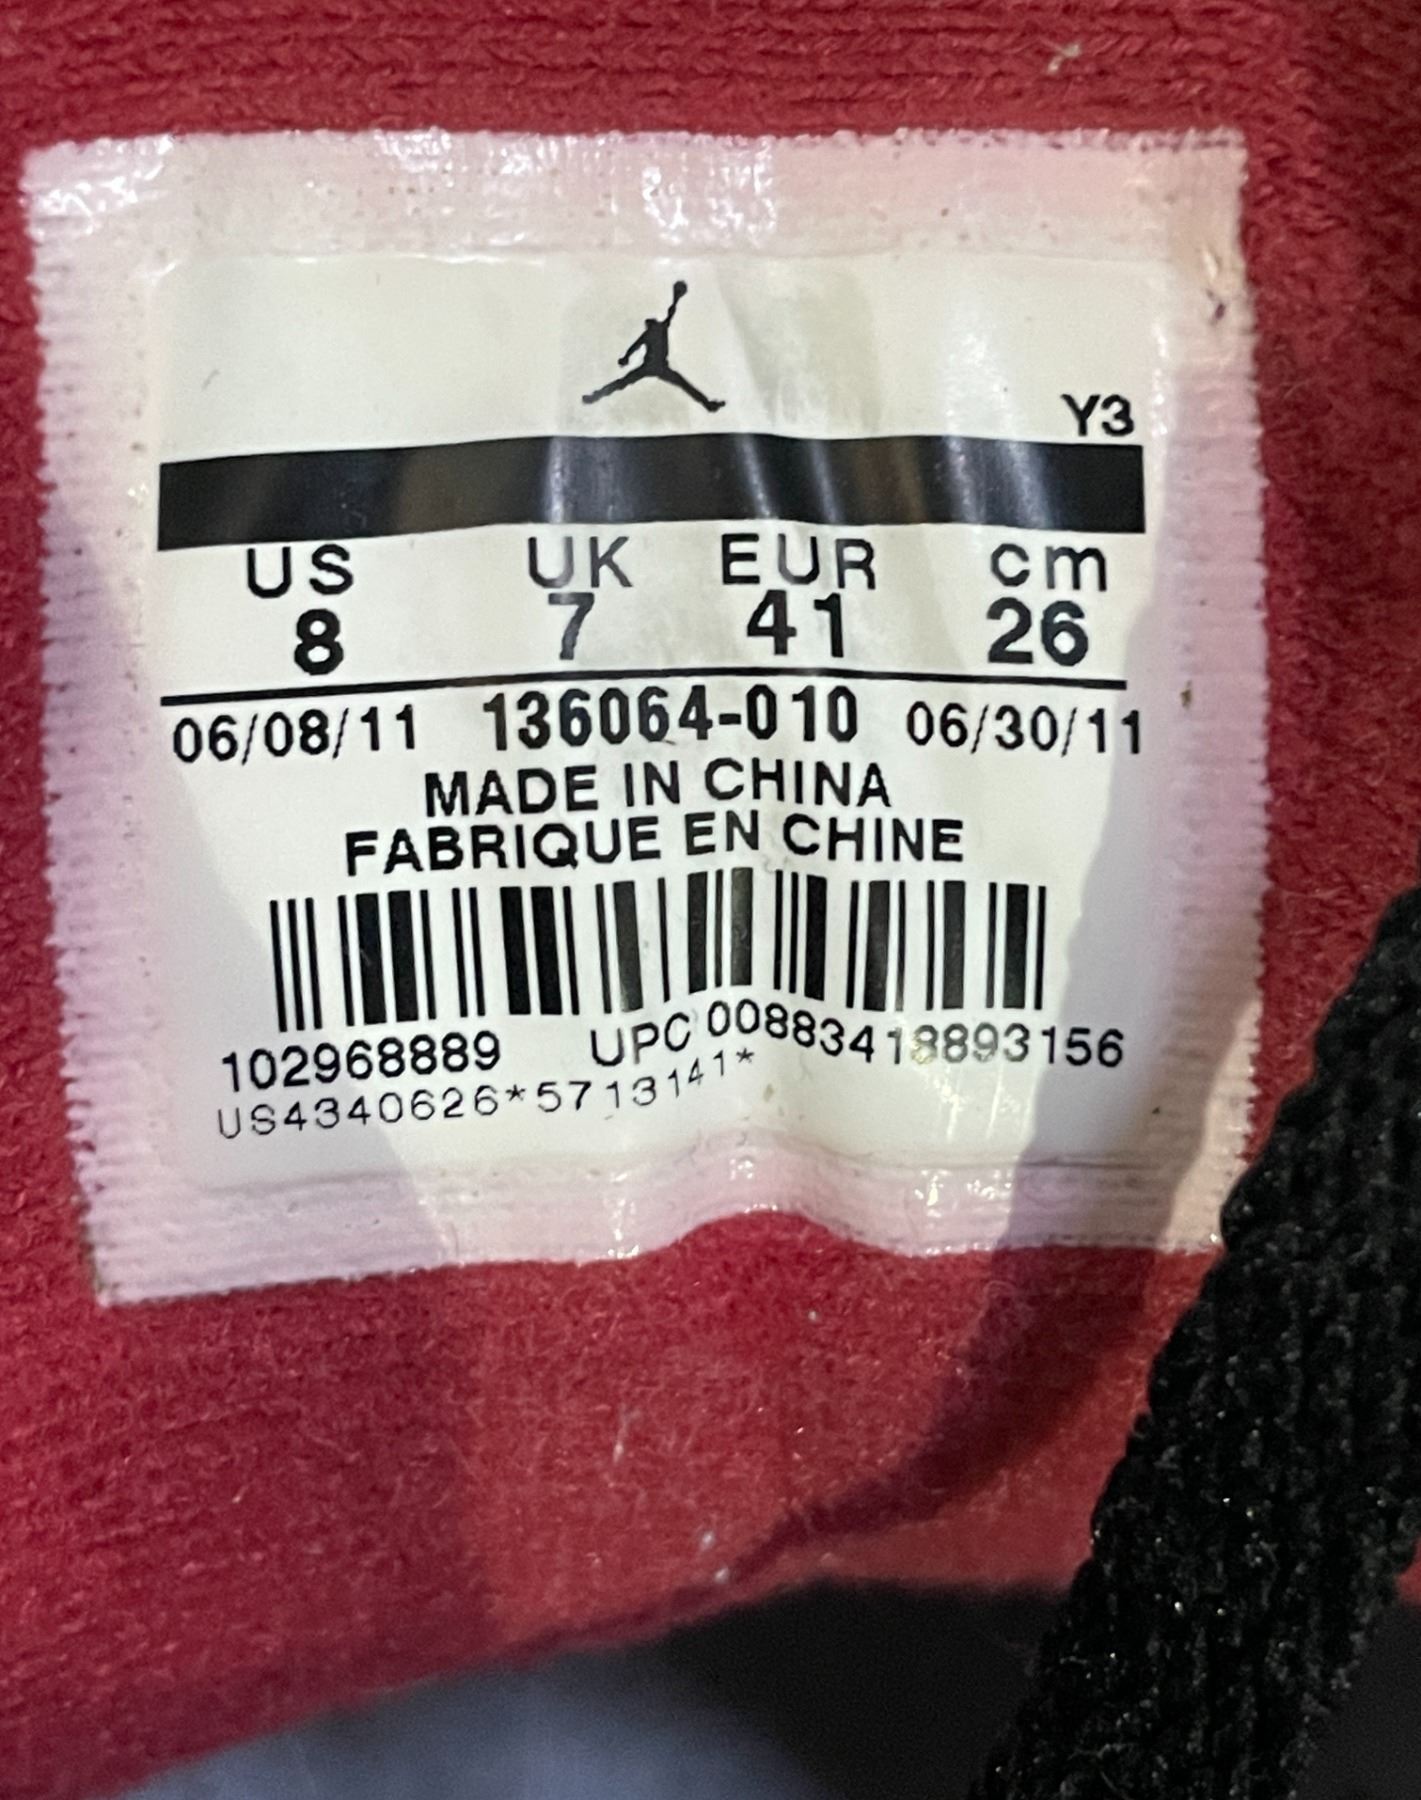 Y3
US UK EUR cm
8 7 41 26
06/08/11 136064-010 06/30/11
MADE IN CHINA
FABRIQUE EN CHINE
102968889 UPC 00883418893156
US4340626*5713141*